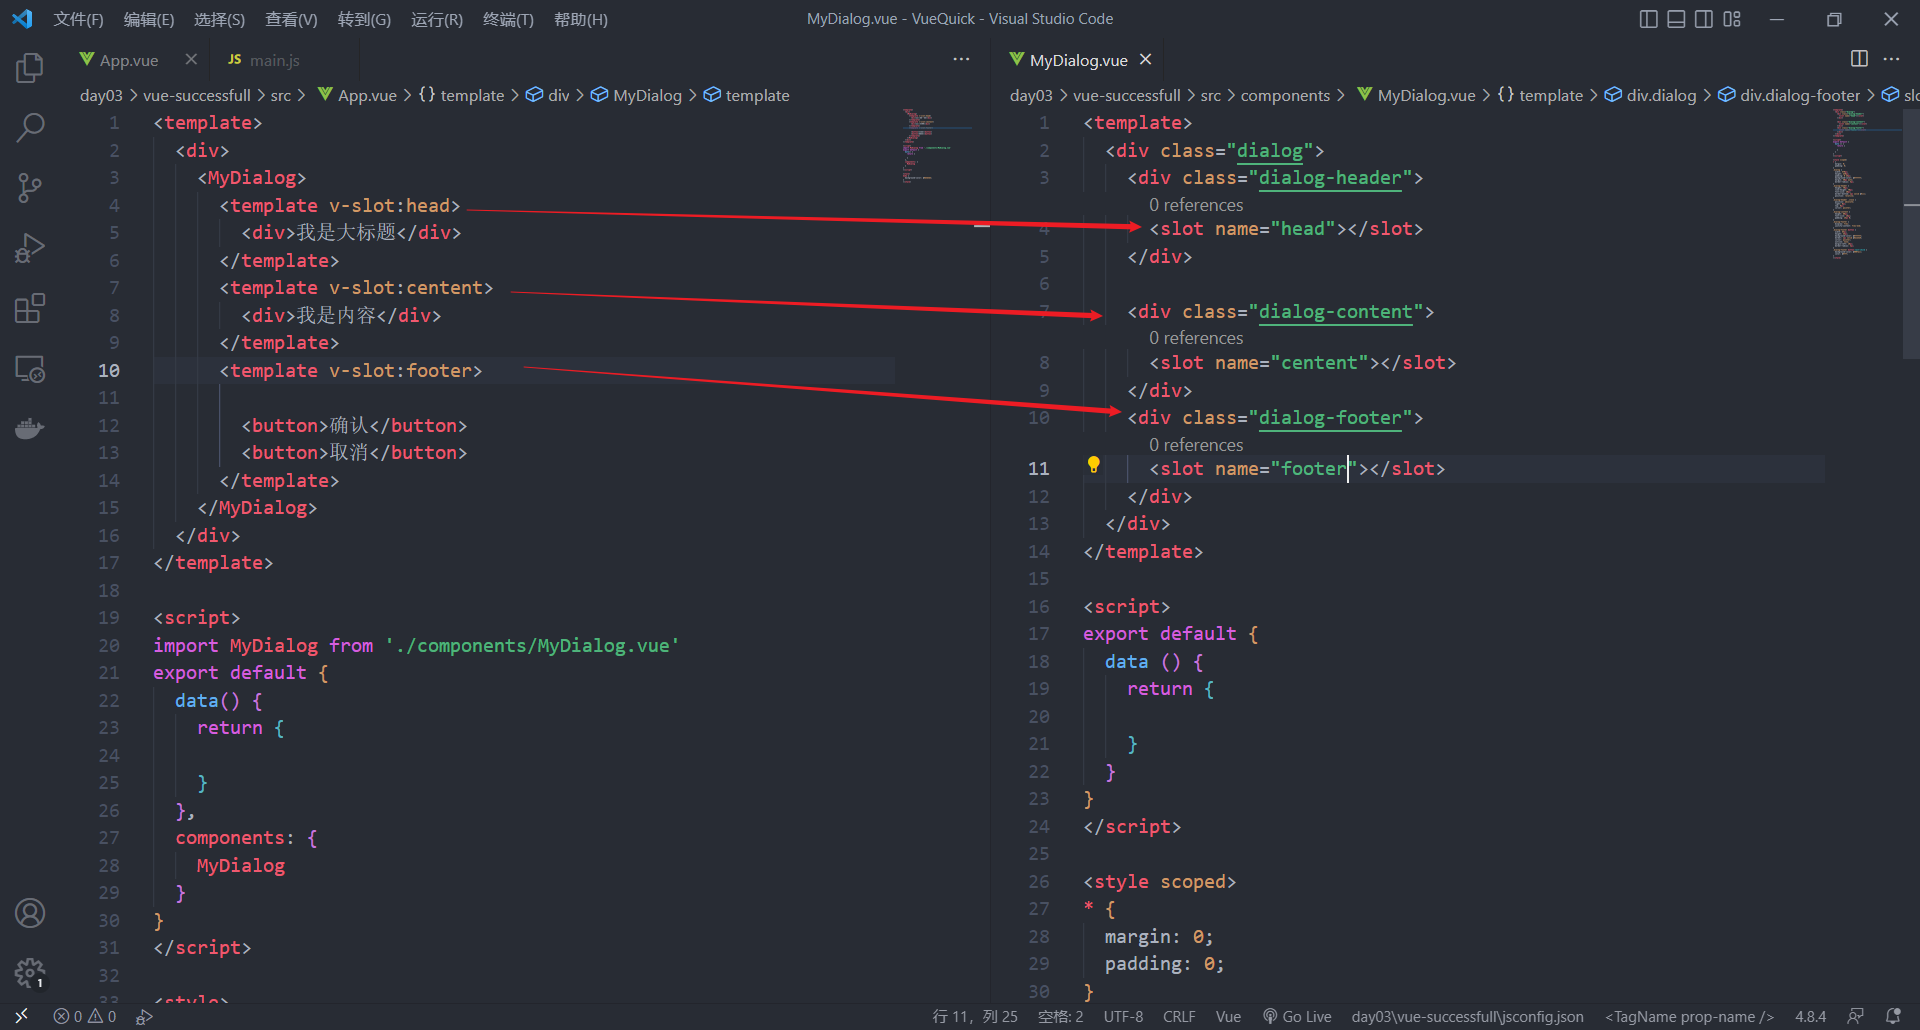 文件(F) 编辑(E) 选择(S) 查看(V) 转到(G) 运行(R) 终端(T) 帮助(H) MyDialog.vue - VueQuick - Visual Studio Code
App.vue JS main.js ···
day03 > vue-successfull > src > App.vue > {} template > div > MyDialog > template
1 <template>
2 <div>
3 <MyDialog>
4 <template v-slot:head>
5 <div>我是大标题</div>
6 </template>
7 <template v-slot:centent>
8 <div>我是内容</div>
9 </template>
10 <template v-slot:footer>
11
12 <button>确认</button>
13 <button>取消</button>
14 </template>
15 </MyDialog>
16 </div>
17 </template>
18
19 <script>
20 import MyDialog from './components/MyDialog.vue'
21 export default {
22 data() {
23 return {
24
25 }
26 },
27 components: {
28 MyDialog
29 }
30 }
31 </script>
32
33 <style>
MyDialog.vue ···
day03 > vue-successfull > src > components > MyDialog.vue > {} template > div.dialog > div.dialog-footer >
1 <template>
2 <div class="dialog">
3 <div class="dialog-header">
0 references
4 <slot name="head"></slot>
5 </div>
6
7 <div class="dialog-content">
0 references
8 <slot name="centent"></slot>
9 </div>
10 <div class="dialog-footer">
0 references
11 <slot name="footer"></slot>
12 </div>
13 </div>
14 </template>
15
16 <script>
17 export default {
18 data () {
19 return {
20
21 }
22 }
23 }
24 </script>
25
26 <style scoped>
27 * {
28 margin: 0;
29 padding: 0;
30 }
1
0 0 行 11，列 25 空格: 2 UTF-8 CRLF Vue Go Live day03\vue-successfull\jsconfig.json <TagName prop-name /> 4.8.4